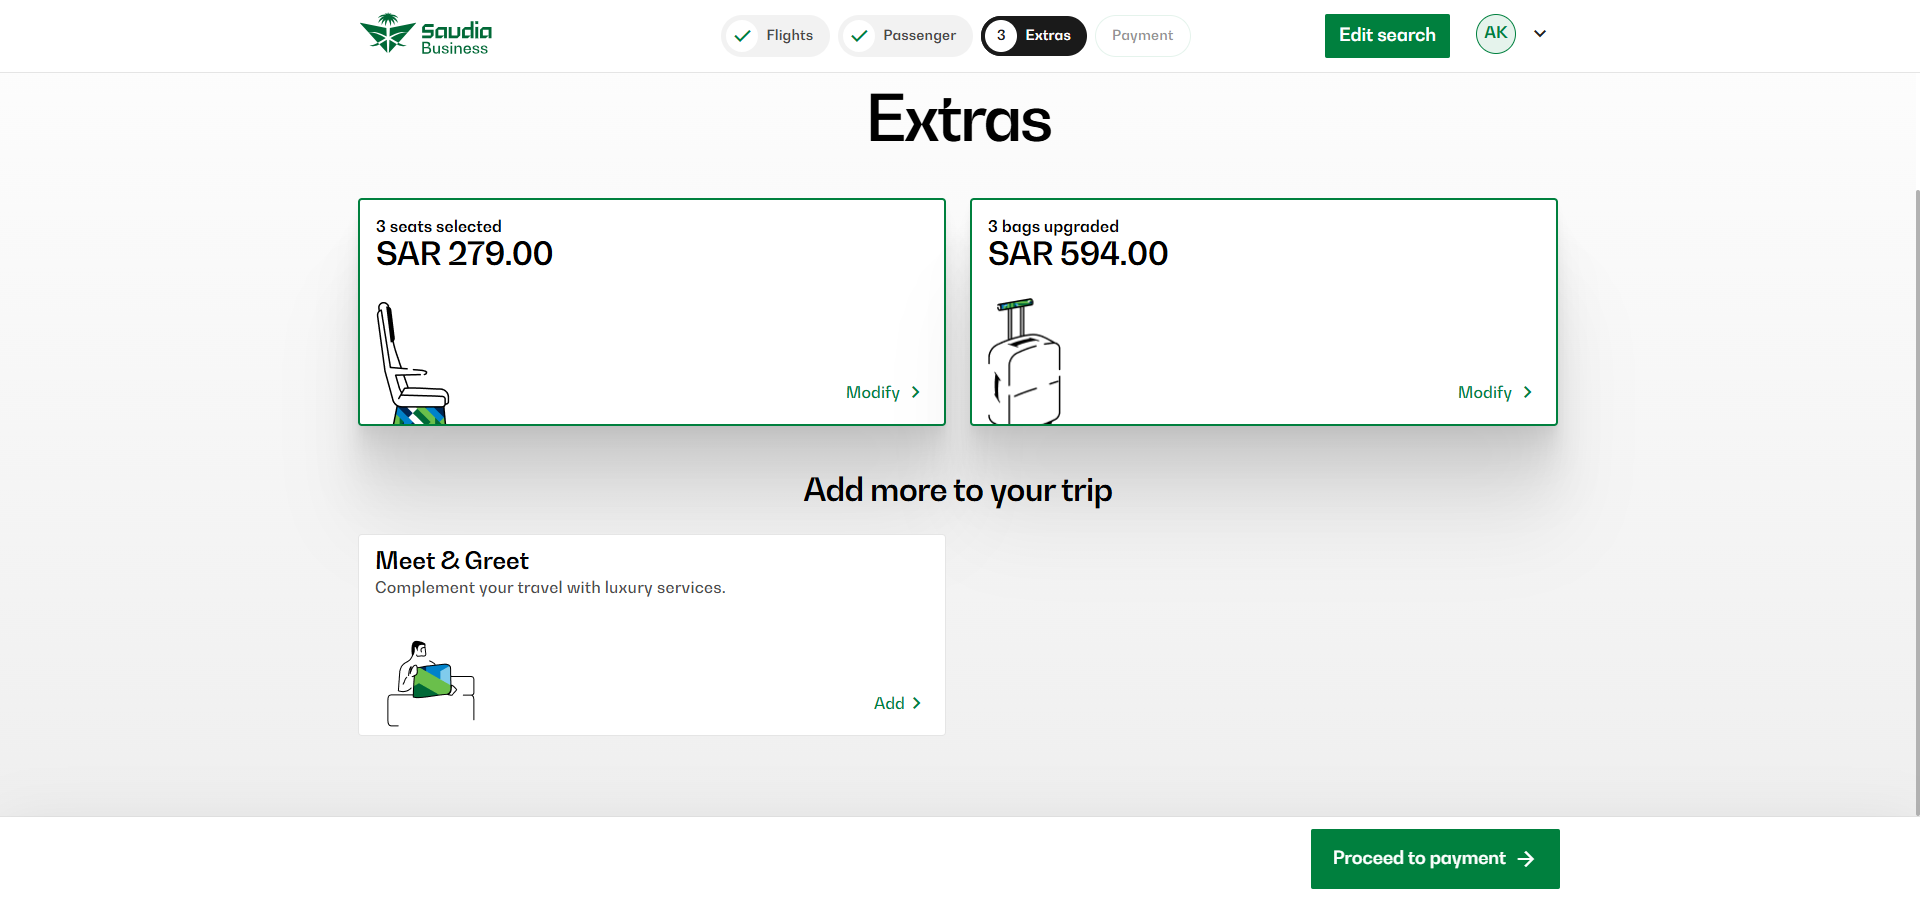 Saudia
Business
Flights
Passenger
3
Extras
Payment
Edit search
AK
Extras
3 seats selected
SAR 279.00
Modify
3 bags upgraded
SAR 594.00
Modify
Add more to your trip
Meet & Greet
Complement your travel with luxury services.
Add
Proceed to payment